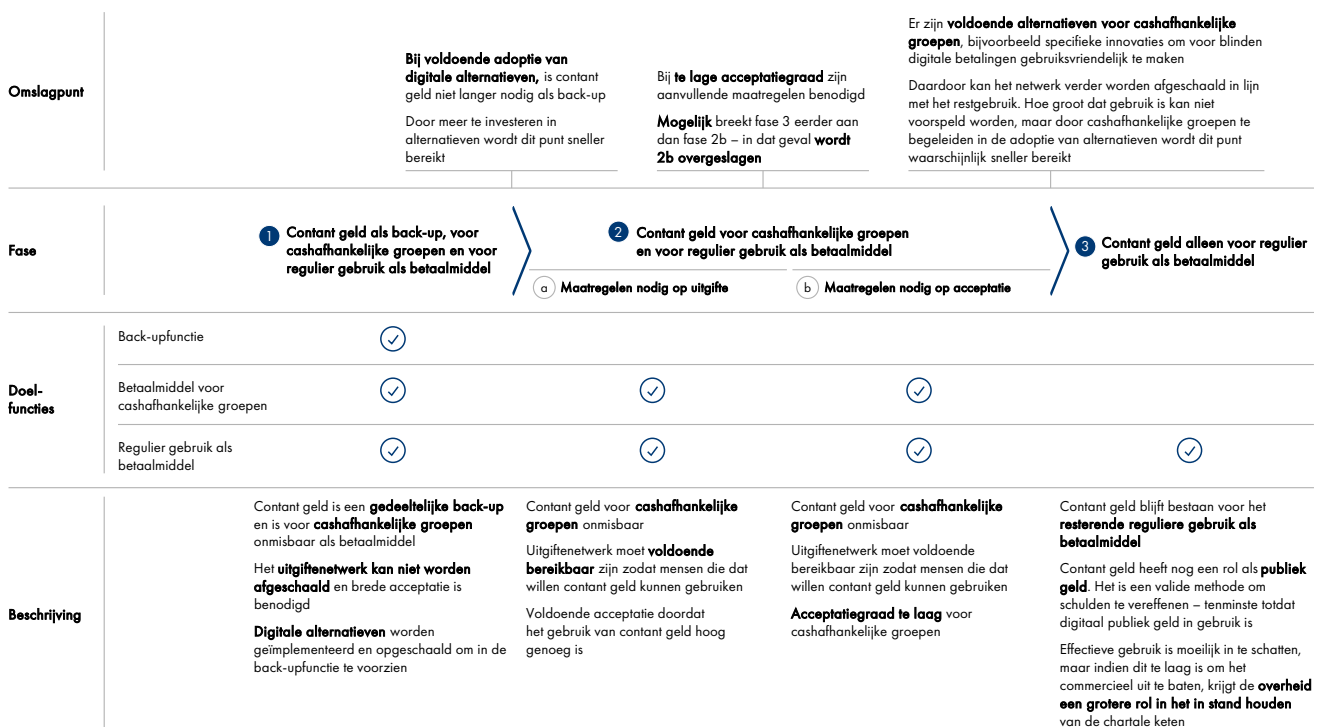 Omslagpunt
Bij voldoende adoptie van
digitale alternatieven, is contant
geld niet langer nodig als back-up
Door meer te investeren in
alternatieven wordt dit punt sneller
bereikt
Bij te lage acceptatiegraad zijn
aanvullende maatregelen benodigd
Mogelijk breekt fase 3 eerder aan
dan fase 2b – in dat geval wordt
2b overgeslagen
Er zijn voldoende alternatieven voor cashafhankelijke
groepen, bijvoorbeeld specifieke innovaties om voor blinden
digitale betalingen gebruiksvriendelijk te maken
Daardoor kan het netwerk verder worden afgeschaald in lijn
met het restgebruik. Hoe groot dat gebruik is kan niet
voorspeld worden, maar door cashafhankelijke groepen te
begeleiden in de adoptie van alternatieven wordt dit punt
waarschijnlijk sneller bereikt
Fase
1 Contant geld als back-up, voor
cashafhankelijke groepen en voor
regulier gebruik als betaalmiddel
2 Contant geld voor cashafhankelijke groepen
en voor regulier gebruik als betaalmiddel
a Maatregelen nodig op uitgifte
b Maatregelen nodig op acceptatie
3 Contant geld alleen voor regulier
gebruik als betaalmiddel
Doel-
functies
Back-upfunctie
Betaalmiddel voor
cashafhankelijke groepen
Regulier gebruik als
betaalmiddel
Beschrijving
Contant geld is een gedeeltelijke back-up
en is voor cashafhankelijke groepen
onmisbaar als betaalmiddel
Het uitgiftenetwerk kan niet worden
afgeschaald en brede acceptatie is
benodigd
Digitale alternatieven worden
geïmplementeerd en opgeschaald om in de
back-upfunctie te voorzien
Contant geld voor cashafhankelijke
groepen onmisbaar
Uitgiftenetwerk moet voldoende
bereikbaar zijn zodat mensen die dat
willen contant geld kunnen gebruiken
Voldoende acceptatie doordat
het gebruik van contant geld hoog
genoeg is
Contant geld voor cashafhankelijke
groepen onmisbaar
Uitgiftenetwerk moet voldoende
bereikbaar zijn zodat mensen die dat
willen contant geld kunnen gebruiken
Acceptatiegraad te laag voor
cashafhankelijke groepen
Contant geld blijft bestaan voor het
resterende reguliere gebruik als
betaalmiddel
Contant geld heeft nog een rol als publiek
geld. Het is een valide methode om
schulden te vereffenen – tenminste totdat
digitaal publiek geld in gebruik is
Effectieve gebruik is moeilijk in te schatten,
maar indien dit te laag is om het
commercieel uit te baten, krijgt de overheid
een grotere rol in het in stand houden
van de chartale keten